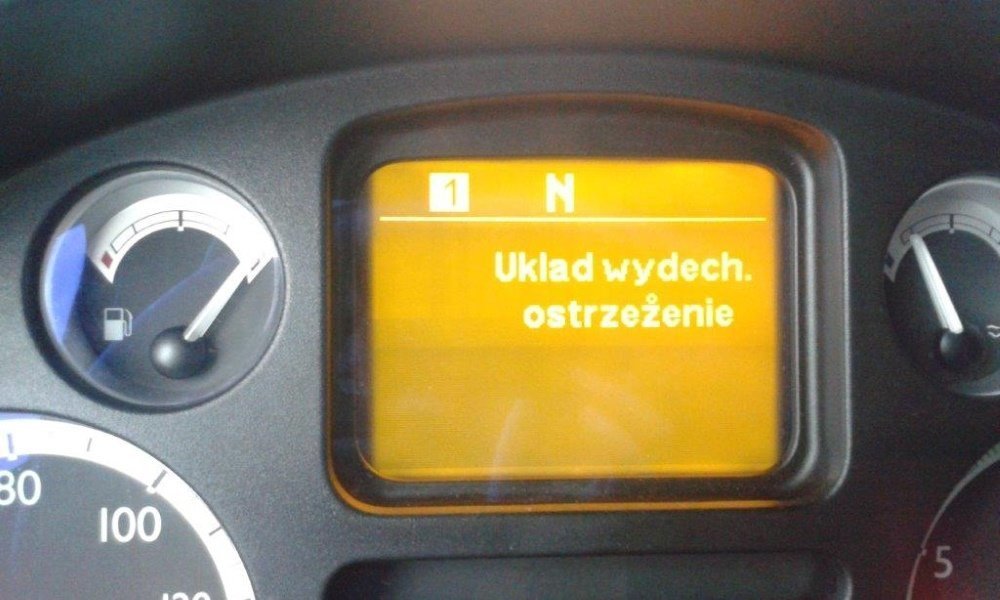 1 N
Uklad wydech.
ostrzeżenie
80
100
5